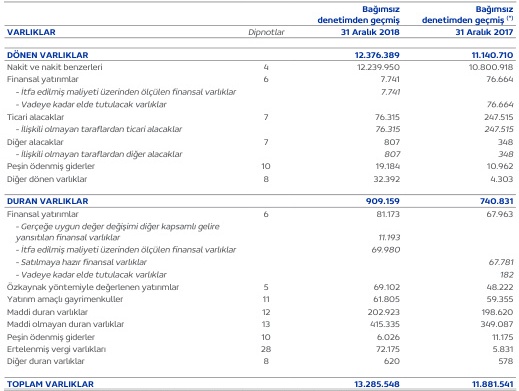 Bağımsız Bağımsız
denetimden geçmiş denetimden geçmiş (*)
VARLIKLAR Dipnotlar 31 Aralık 2018 31 Aralık 2017
DÖNEN VARLIKLAR 12.376.389 11.140.710
Nakit ve nakit benzerleri 4 12.239.950 10.800.918
Finansal yatırımlar 6 7.741 76.664
- İtfa edilmiş maliyeti üzerinden ölçülen finansal varlıklar 7.741
- Vadeye kadar elde tutulacak varlıklar 76.664
Ticari alacaklar 7 76.315 247.515
- İlişkili olmayan taraflardan ticari alacaklar 76.315 247.515
Diğer alacaklar 7 807 348
- İlişkili olmayan taraflardan diğer alacaklar 807 348
Peşin ödenmiş giderler 10 19.184 10.962
Diğer dönen varlıklar 8 32.392 4.303
DURAN VARLIKLAR 909.159 740.831
Finansal yatırımlar 6 81.173 67.963
- Gerçeğe uygun değer değişimi diğer kapsamlı gelire
yansıtılan finansal varlıklar 11.193
- İtfa edilmiş maliyeti üzerinden ölçülen finansal varlıklar 69.980
- Satılmaya hazır finansal varlıklar 67.781
- Vadeye kadar elde tutulacak varlıklar 182
Özkaynak yöntemiyle değerlenen yatırımlar 5 69.102 48.222
Yatırım amaçlı gayrimenkuller 11 61.805 59.355
Maddi duran varlıklar 12 202.923 198.620
Maddi olmayan duran varlıklar 13 415.335 349.087
Peşin ödenmiş giderler 10 6.026 11.175
Ertelenmiş vergi varlıkları 28 72.175 5.831
Diğer duran varlıklar 8 620 578
TOPLAM VARLIKLAR 13.285.548 11.881.541